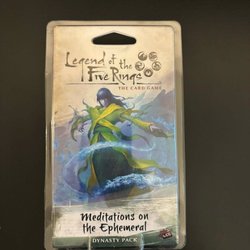 Legend of the
Five Rings
THE CARD GAME
Meditations on
the Ephemeral
DYNASTY PACK